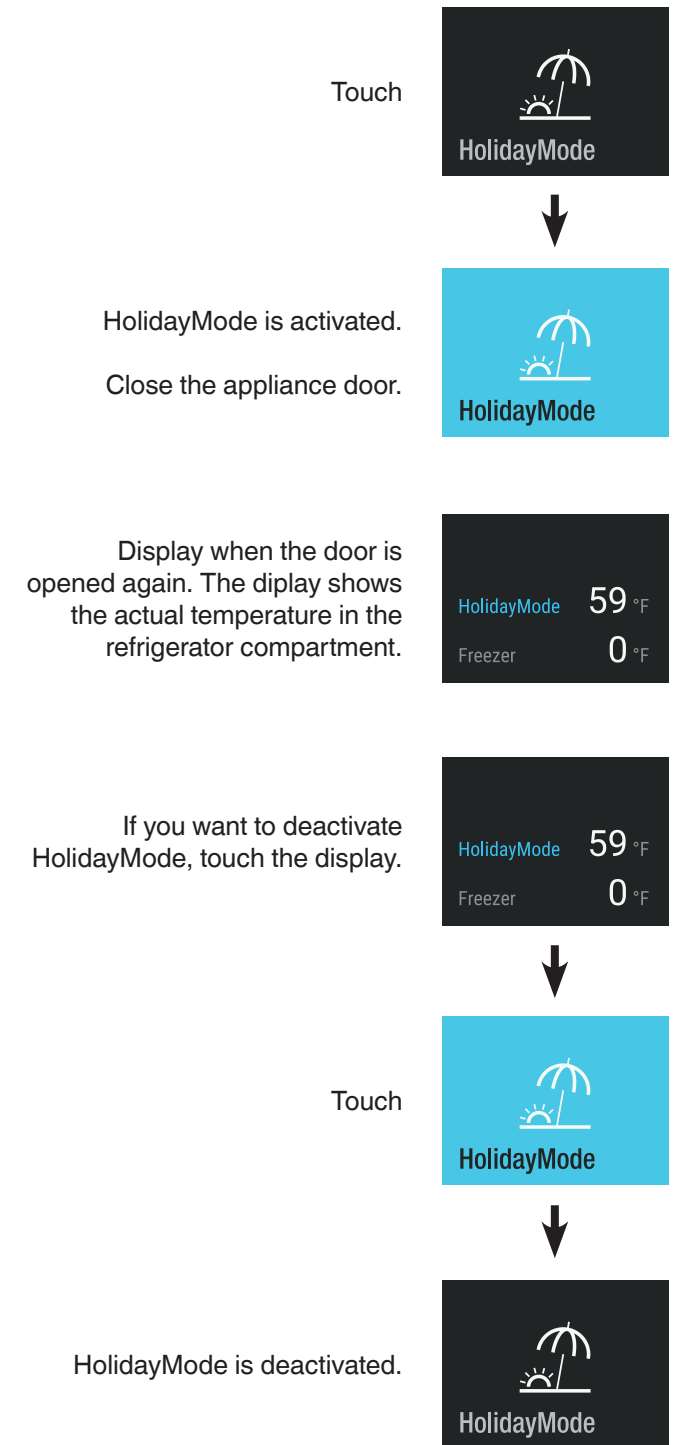 Touch
HolidayMode
HolidayMode is activated.
Close the appliance door.
HolidayMode
Display when the door is
opened again. The diplay shows
the actual temperature in the
refrigerator compartment.
HolidayMode 59 °F
Freezer 0 °F
If you want to deactivate
HolidayMode, touch the display.
HolidayMode 59 °F
Freezer 0 °F
Touch
HolidayMode
HolidayMode is deactivated.
HolidayMode